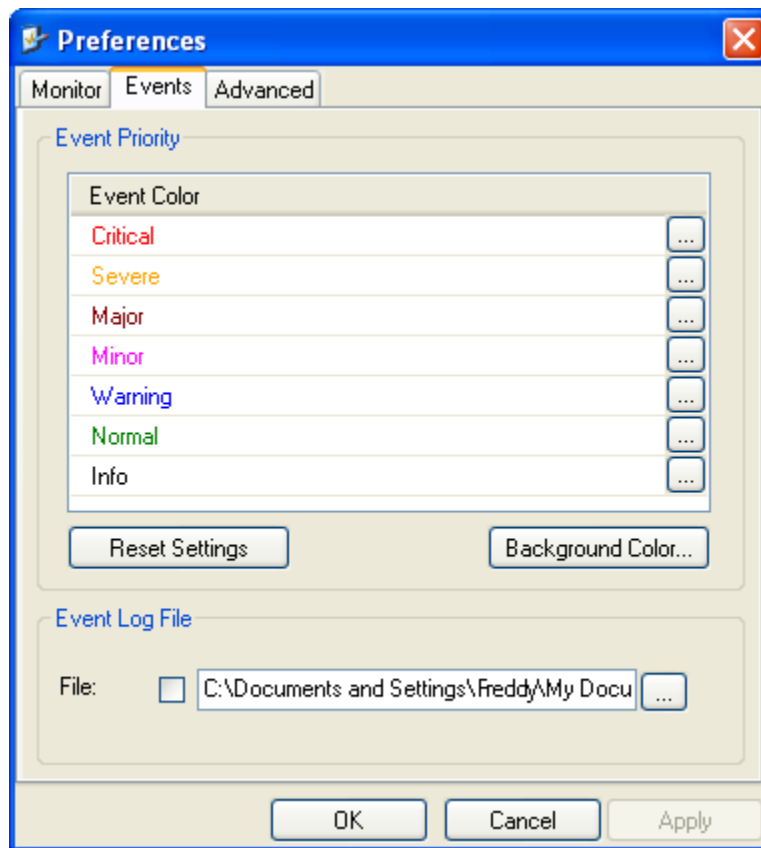 Preferences
Monitor Events Advanced
Event Priority
Event Color
Critical ...
Severe ...
Major ...
Minor ...
Warning ...
Normal ...
Info ...
Reset Settings Background Color...
Event Log File
File: C:\Documents and Settings\Freddy\My Docu ...
OK Cancel Apply